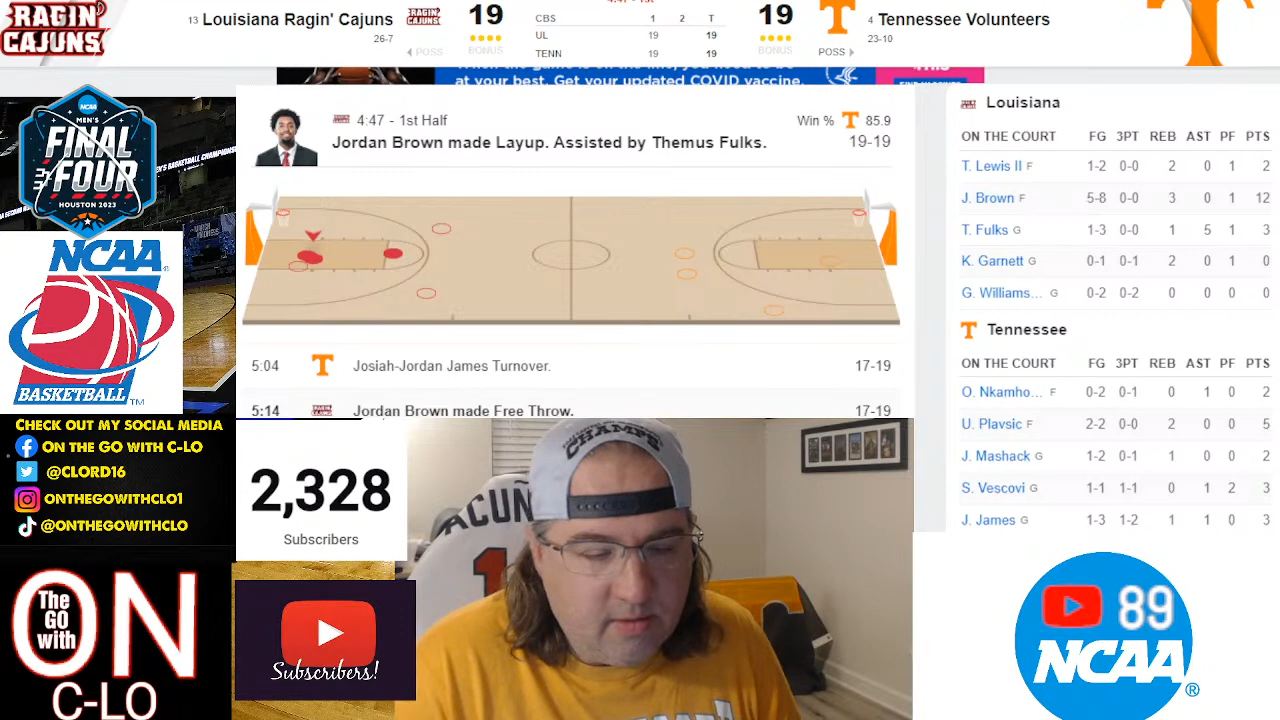 RAGIN'
CAJUNS
13 Louisiana Ragin' Cajuns
26-7
RAGIN'
CAJUNS
POSS
19
BONUS
CBS 1 2 T
UL 19 19
TENN 19 19
19
BONUS
T
POSS
4 Tennessee Volunteers
23-10
T
at your best. Get your updated COVID vaccine.
NCAA
MEN'S
FINAL
FOUR
HOUSTON 2023
4:47 - 1st Half
Win % T 85.9
Jordan Brown made Layup. Assisted by Themus Fulks.
19-19
5:04 T Josiah-Jordan James Turnover. 17-19
5:14 Jordan Brown made Free Throw. 17-19
Louisiana
ON THE COURT FG 3PT REB AST PF PTS
T. Lewis II F 1-2 0-0 2 0 1 2
J. Brown F 5-8 0-0 3 0 1 12
T. Fulks G 1-3 0-0 1 5 1 3
K. Garnett G 0-1 0-1 2 0 1 0
G. Williams... G 0-2 0-2 0 0 0 0
T Tennessee
ON THE COURT FG 3PT REB AST PF PTS
O. Nkamho... F 0-2 0-1 0 1 0 2
U. Plavsic F 2-2 0-0 2 0 0 5
J. Mashack G 1-2 0-1 1 0 0 2
S. Vescovi G 1-1 1-1 0 1 2 3
J. James G 1-3 1-2 1 1 0 3
NCAA®
BASKETBALL™
CHECK OUT MY SOCIAL MEDIA
ON THE GO WITH C-LO
@CLORD16
ONTHEGOWITHCLO1
@ONTHEGOWITHCLO
2,328
Subscribers
Subscribers!
The
GO
with
ON
C-LO
CHAMPS
ACUN
1
89
NCAA®